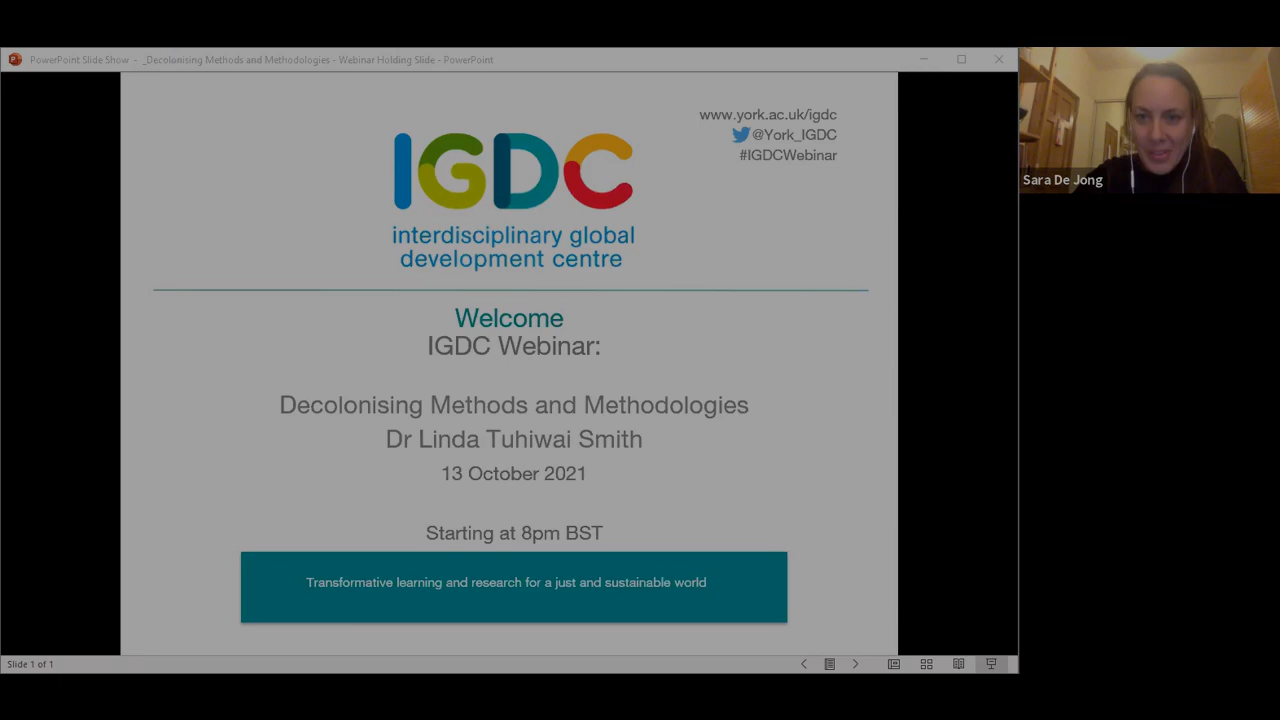 PowerPoint Slide Show - _Decolonising Methods and Methodologies - Webinar Holding Slide - PowerPoint
www.york.ac.uk/igdc
@York_IGDC
#IGDCWebinar
IGDC
interdisciplinary global
development centre
Sara De Jong
Welcome
IGDC Webinar:
Decolonising Methods and Methodologies
Dr Linda Tuhiwai Smith
13 October 2021
Starting at 8pm BST
Transformative learning and research for a just and sustainable world
Slide 1 of 1